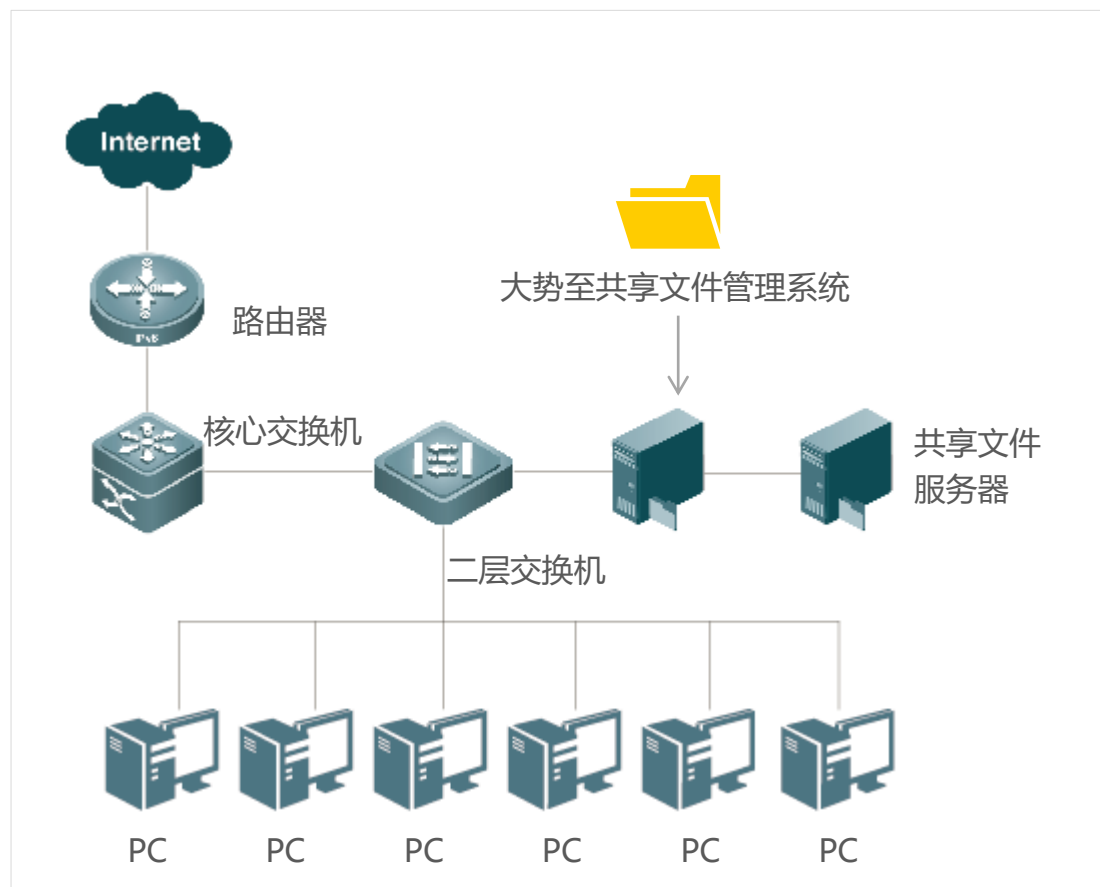 Internet
大势至共享文件管理系统
路由器
IPv6
核心交换机
共享文件
服务器
二层交换机
PC
PC
PC
PC
PC
PC